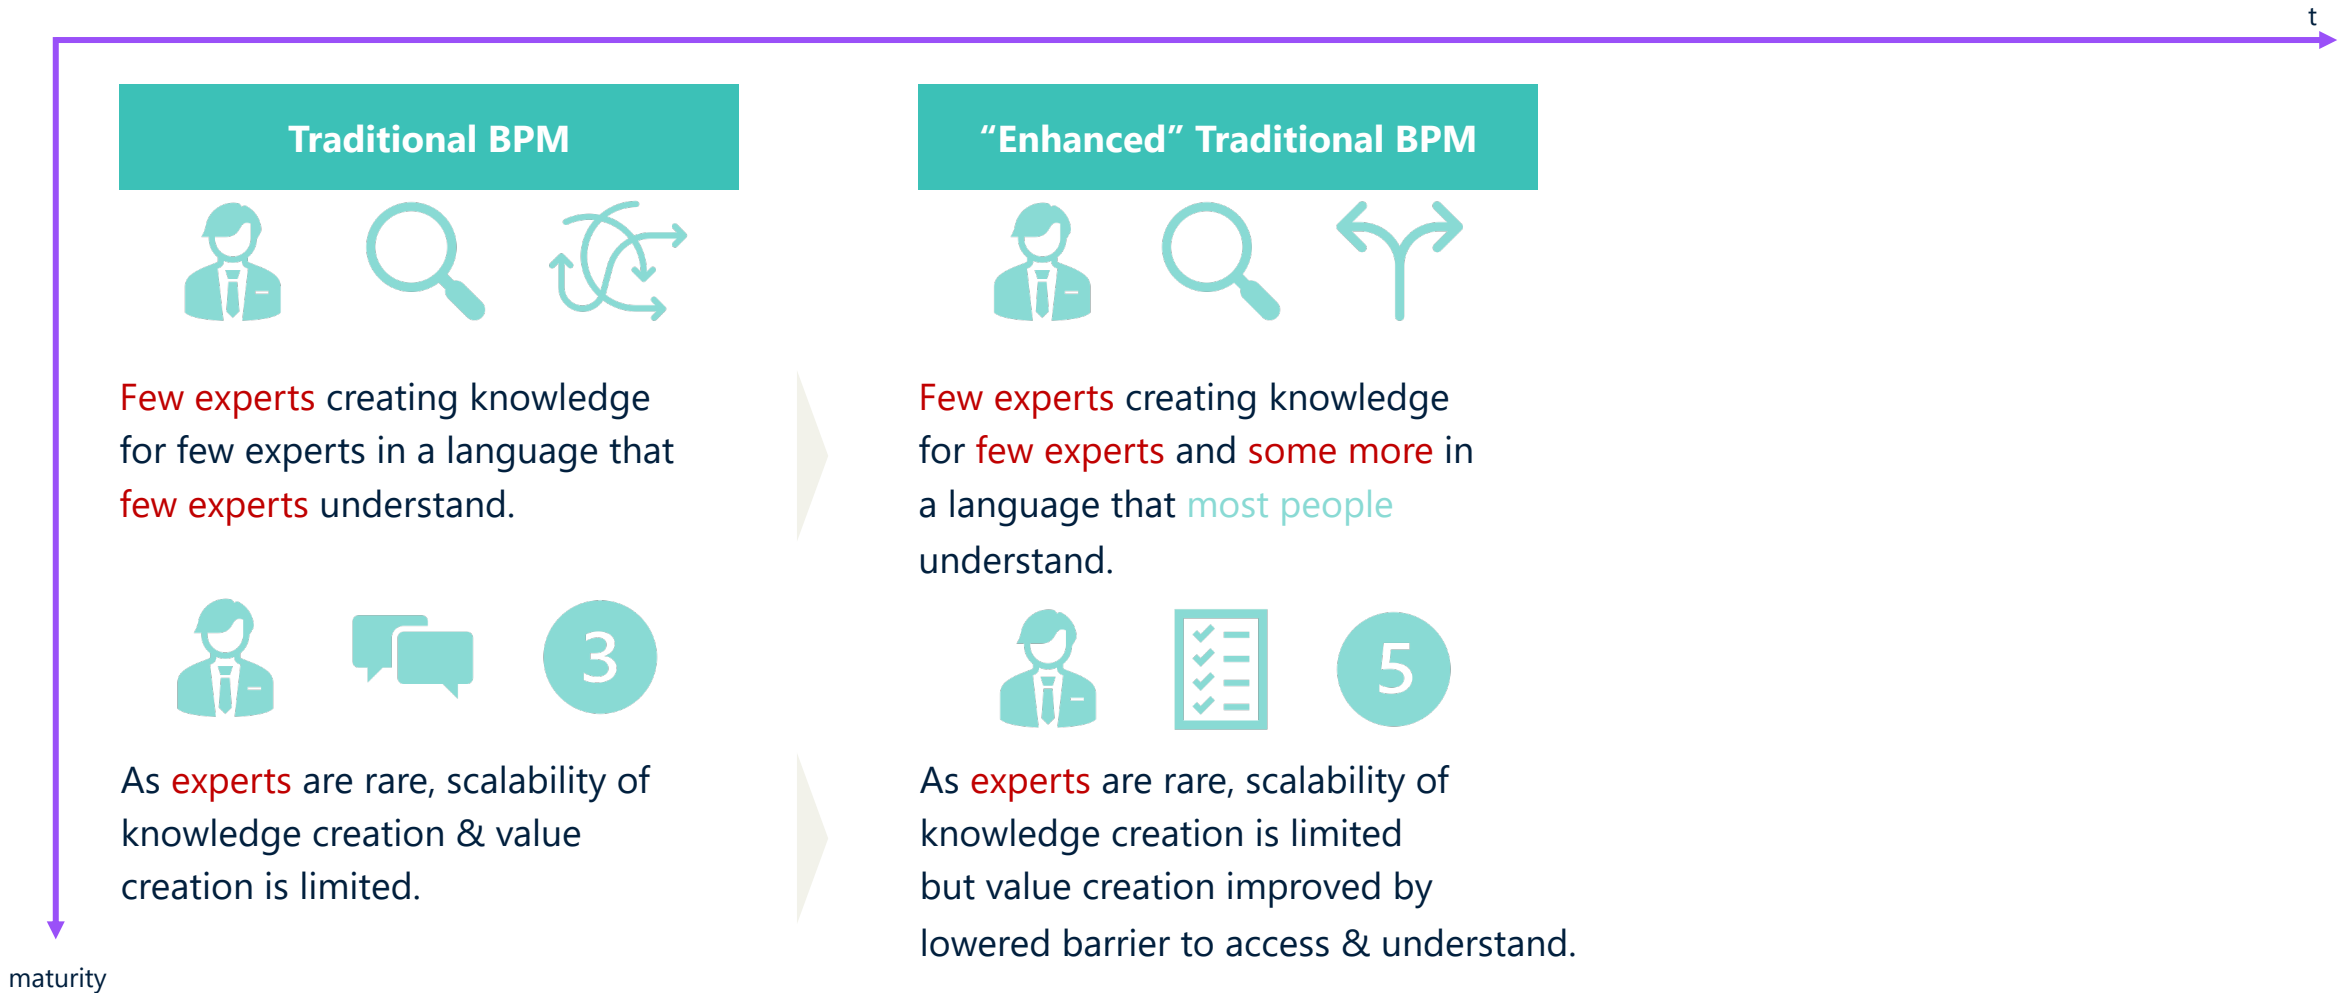 t
Traditional BPM
“Enhanced” Traditional BPM
Few experts creating knowledge
for few experts in a language that
few experts understand.
Few experts creating knowledge
for few experts and some more in
a language that most people
understand.
3
5
As experts are rare, scalability of
knowledge creation & value
creation is limited.
As experts are rare, scalability of
knowledge creation is limited
but value creation improved by
lowered barrier to access & understand.
maturity